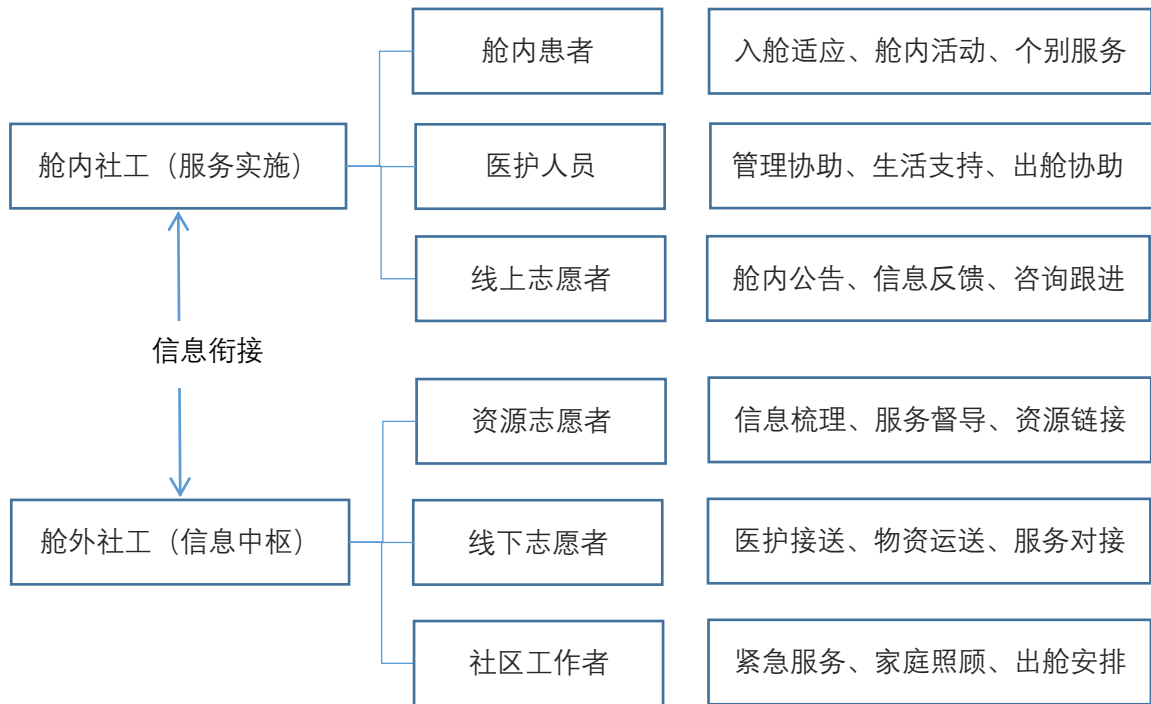 舱内患者
入舱适应、舱内活动、个别服务
舱内社工（服务实施）
医护人员
管理协助、生活支持、出舱协助
线上志愿者
舱内公告、信息反馈、咨询跟进
信息衔接
资源志愿者
信息梳理、服务督导、资源链接
舱外社工（信息中枢）
线下志愿者
医护接送、物资运送、服务对接
社区工作者
紧急服务、家庭照顾、出舱安排